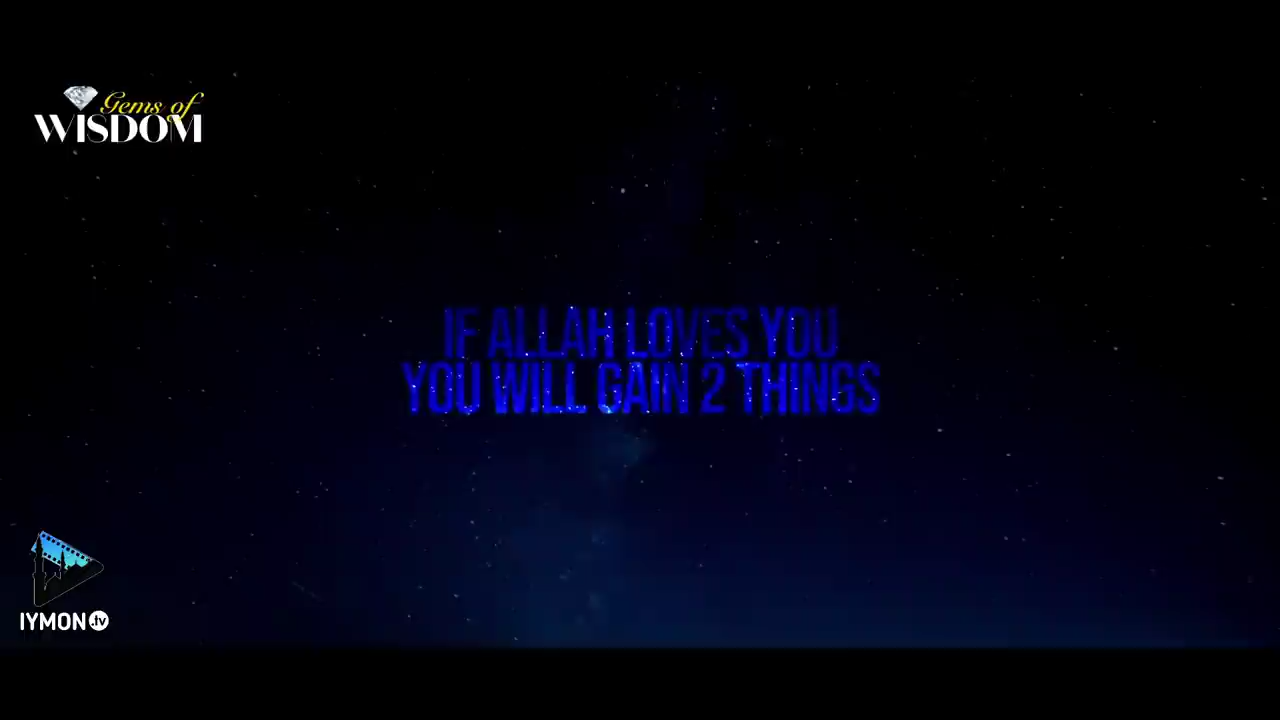 Gems of
WISDOM
IF ALLAH LOVES YOU
YOU WILL GAIN 2 THINGS
IYMON.tv